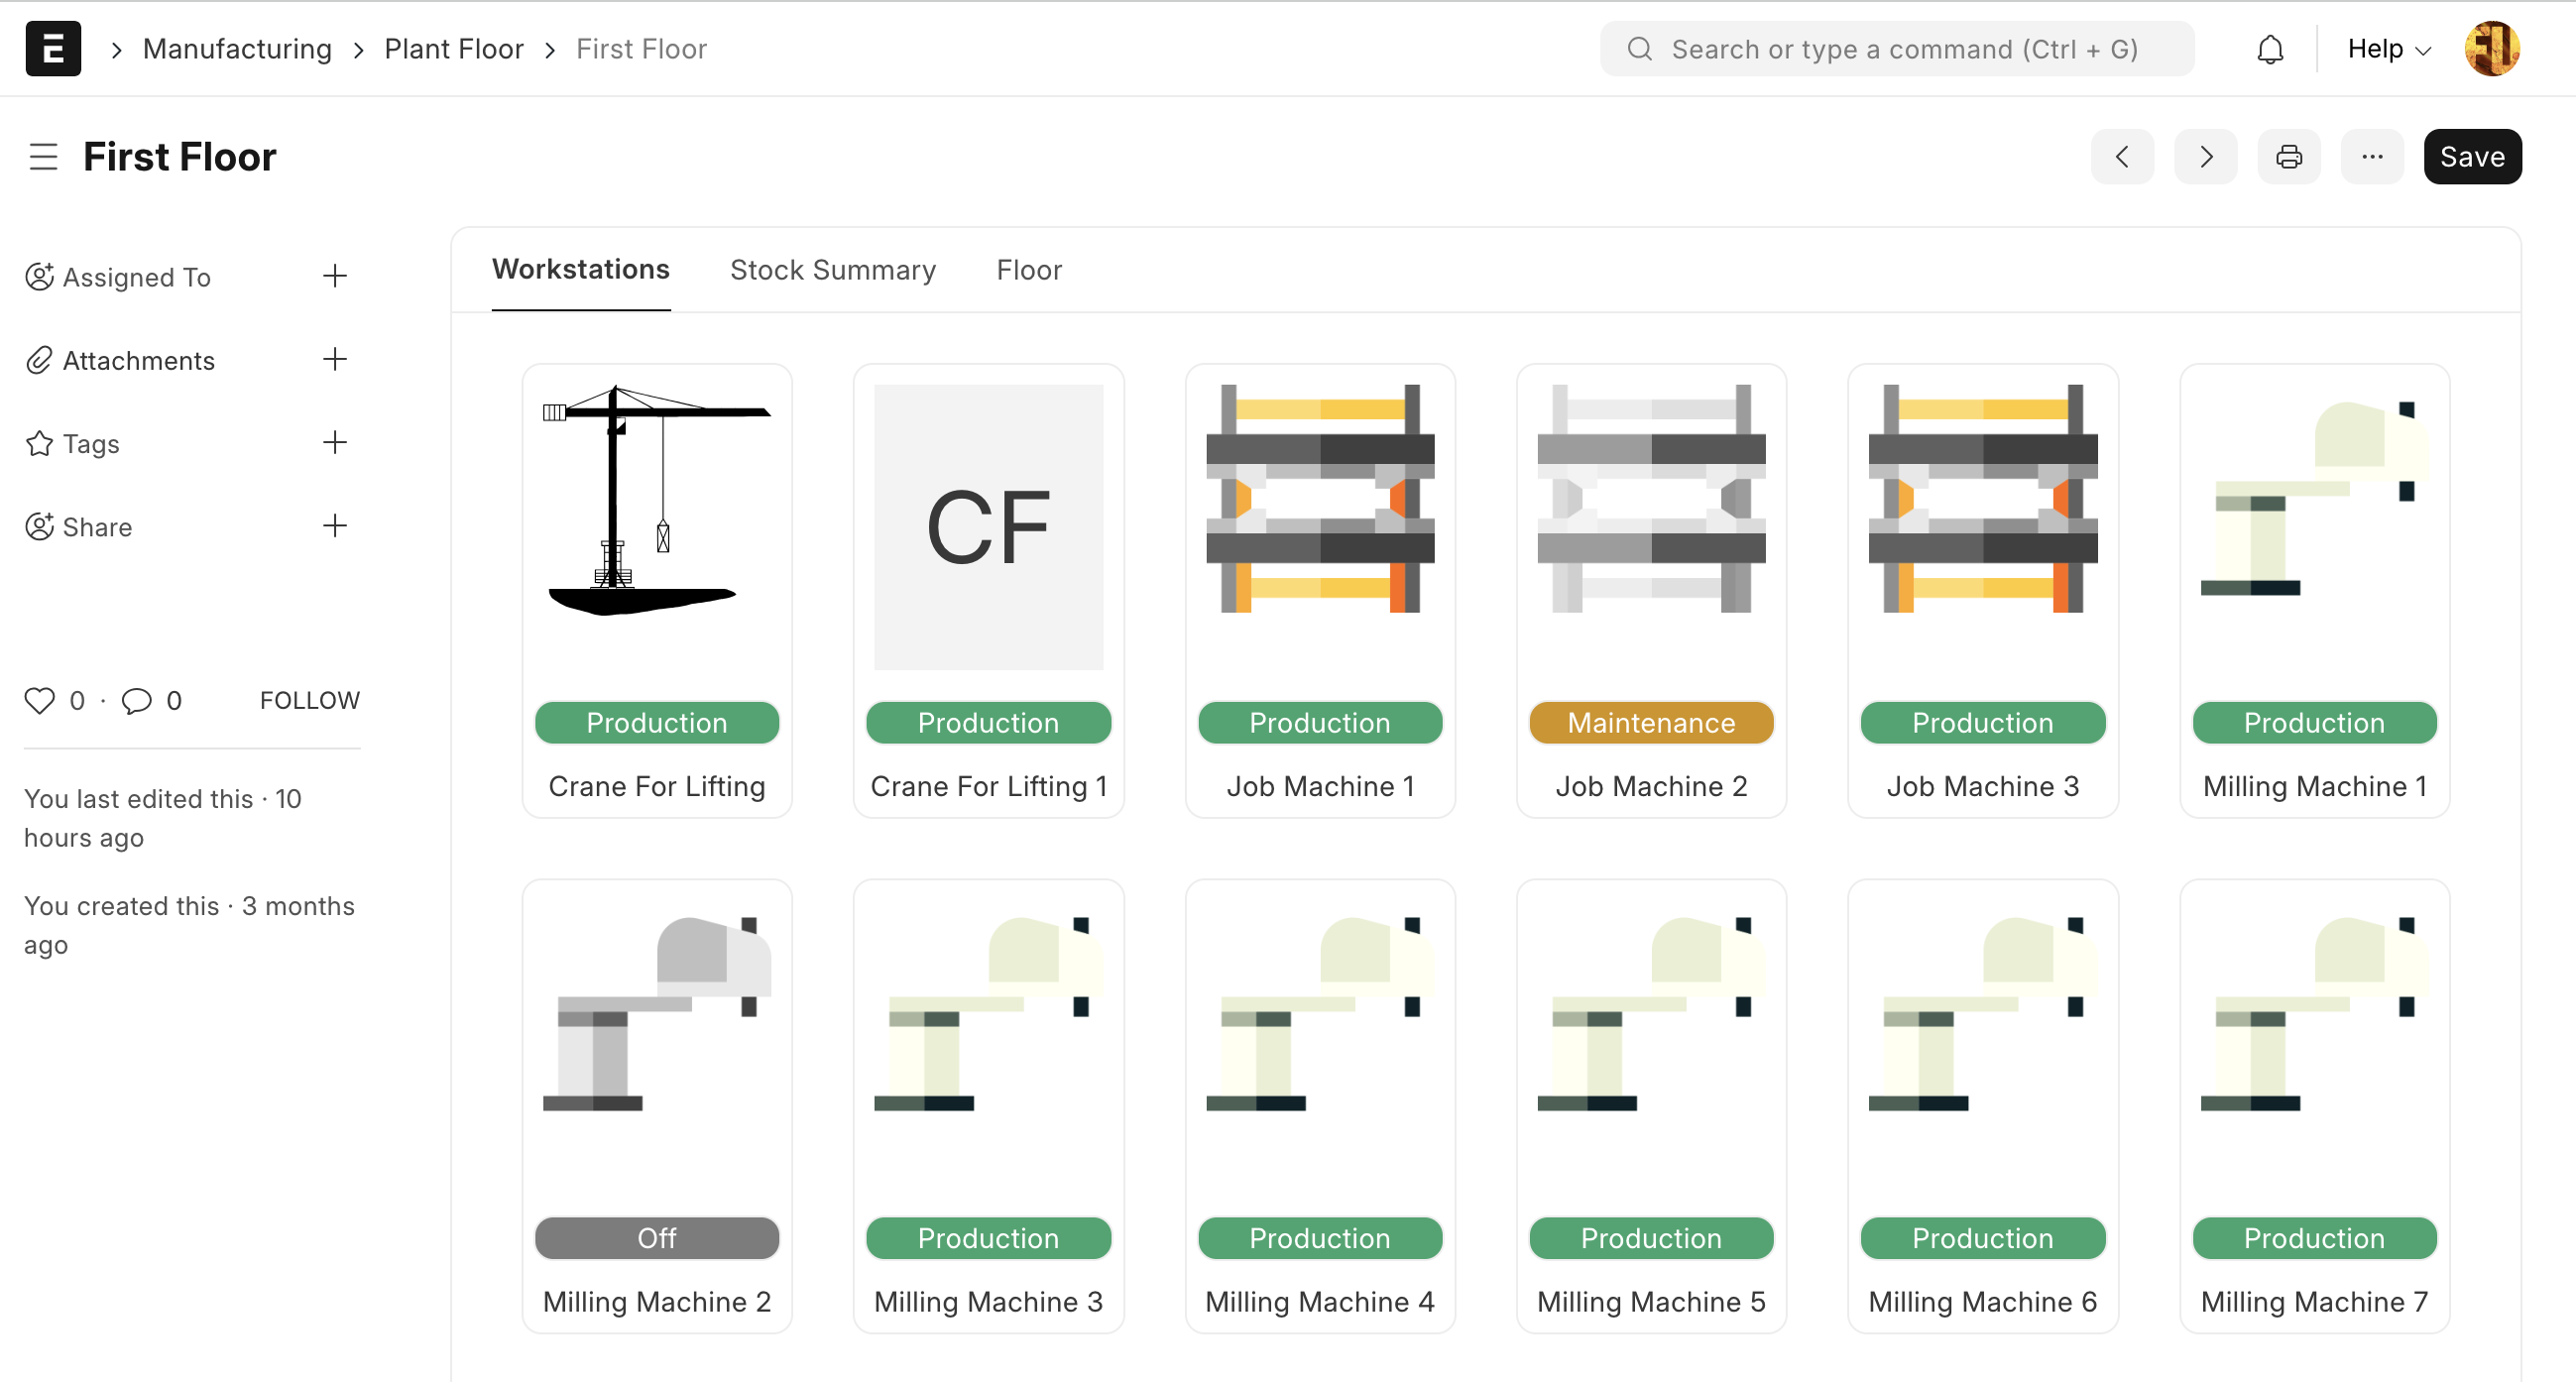 E
Manufacturing
Plant Floor
First Floor
Search or type a command (Ctrl + G)
Help
First Floor
Save
Assigned To
Attachments
Tags
Share
0 · 0
FOLLOW
You last edited this · 10
hours ago
You created this · 3 months
ago
Workstations
Stock Summary
Floor
CF
Production
Production
Production
Maintenance
Production
Production
Crane For Lifting
Crane For Lifting 1
Job Machine 1
Job Machine 2
Job Machine 3
Milling Machine 1
Off
Production
Production
Production
Production
Production
Milling Machine 2
Milling Machine 3
Milling Machine 4
Milling Machine 5
Milling Machine 6
Milling Machine 7